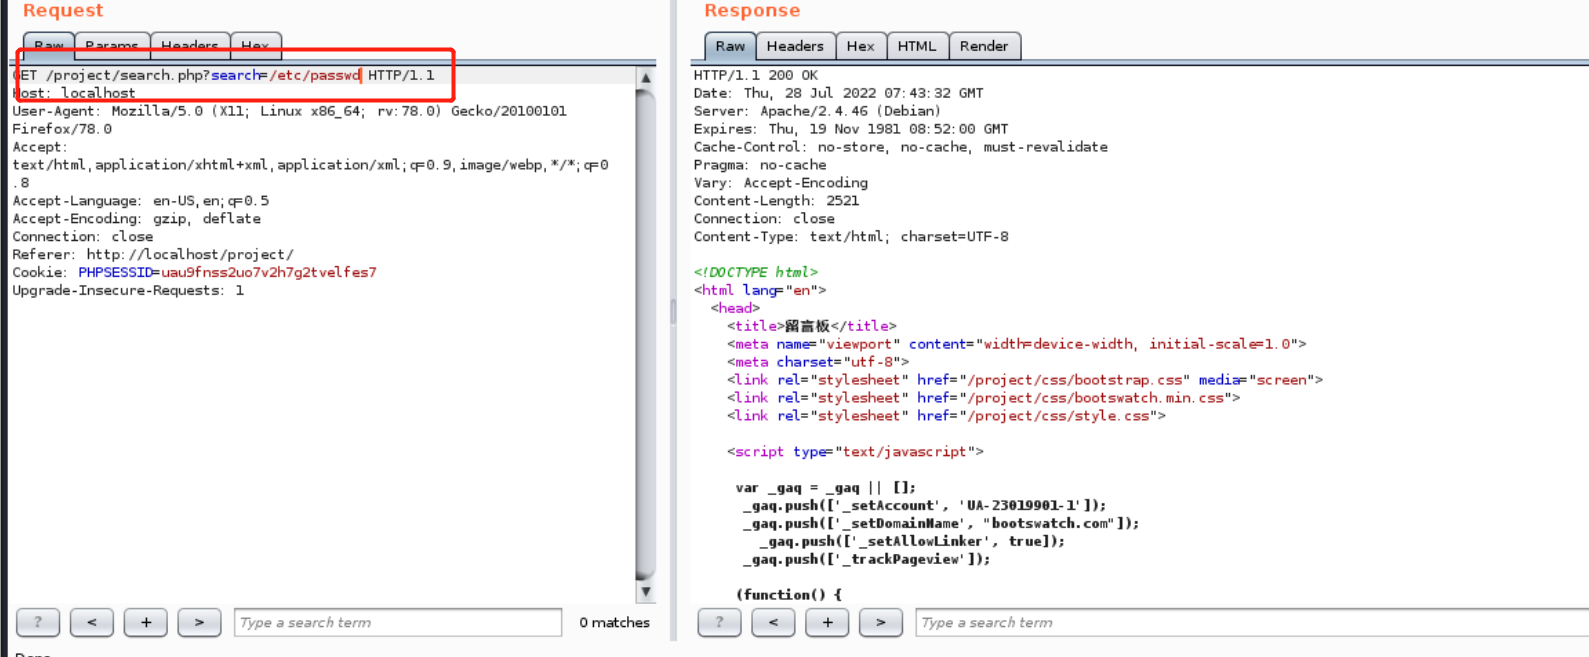 Request
Raw Params Headers Hex
GET /project/search.php?search=/etc/passwd HTTP/1.1
Host: localhost
User-Agent: Mozilla/5.0 (X11; Linux x86_64; rv:78.0) Gecko/20100101
Firefox/78.0
Accept:
text/html,application/xhtml+xml,application/xml;q=0.9,image/webp,*/*;q=0
.8
Accept-Language: en-US,en;q=0.5
Accept-Encoding: gzip, deflate
Connection: close
Referer: http://localhost/project/
Cookie: PHPSESSID=uau9fnss2uo7v2h7g2tvelfes7
Upgrade-Insecure-Requests: 1
? < + > Type a search term 0 matches
Response
Raw Headers Hex HTML Render
HTTP/1.1 200 OK
Date: Thu, 28 Jul 2022 07:43:32 GMT
Server: Apache/2.4.46 (Debian)
Expires: Thu, 19 Nov 1981 08:52:00 GMT
Cache-Control: no-store, no-cache, must-revalidate
Pragma: no-cache
Vary: Accept-Encoding
Content-Length: 2521
Connection: close
Content-Type: text/html; charset=UTF-8
<!DOCTYPE html>
<html lang="en">
<head>
<title>留言板</title>
<meta name="viewport" content="width=device-width, initial-scale=1.0">
<meta charset="utf-8">
<link rel="stylesheet" href="/project/css/bootstrap.css" media="screen">
<link rel="stylesheet" href="/project/css/bootswatch.min.css">
<link rel="stylesheet" href="/project/css/style.css">
<script type="text/javascript">
var _gaq = _gaq || [];
_gaq.push(['_setAccount', 'UA-23019901-1']);
_gaq.push(['_setDomainName', "bootswatch.com"]);
_gaq.push(['_setAllowLinker', true]);
_gaq.push(['_trackPageview']);
(function() {
? < + > Type a search term